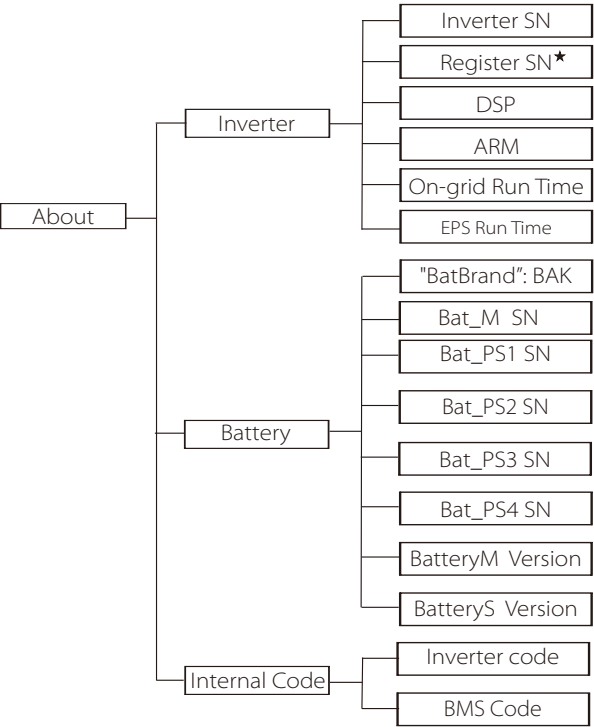 About
Inverter
Inverter SN
Register SN★
DSP
ARM
On-grid Run Time
EPS Run Time
Battery
"BatBrand”: BAK
Bat_M SN
Bat_PS1 SN
Bat_PS2 SN
Bat_PS3 SN
Bat_PS4 SN
BatteryM Version
BatteryS Version
Internal Code
Inverter code
BMS Code